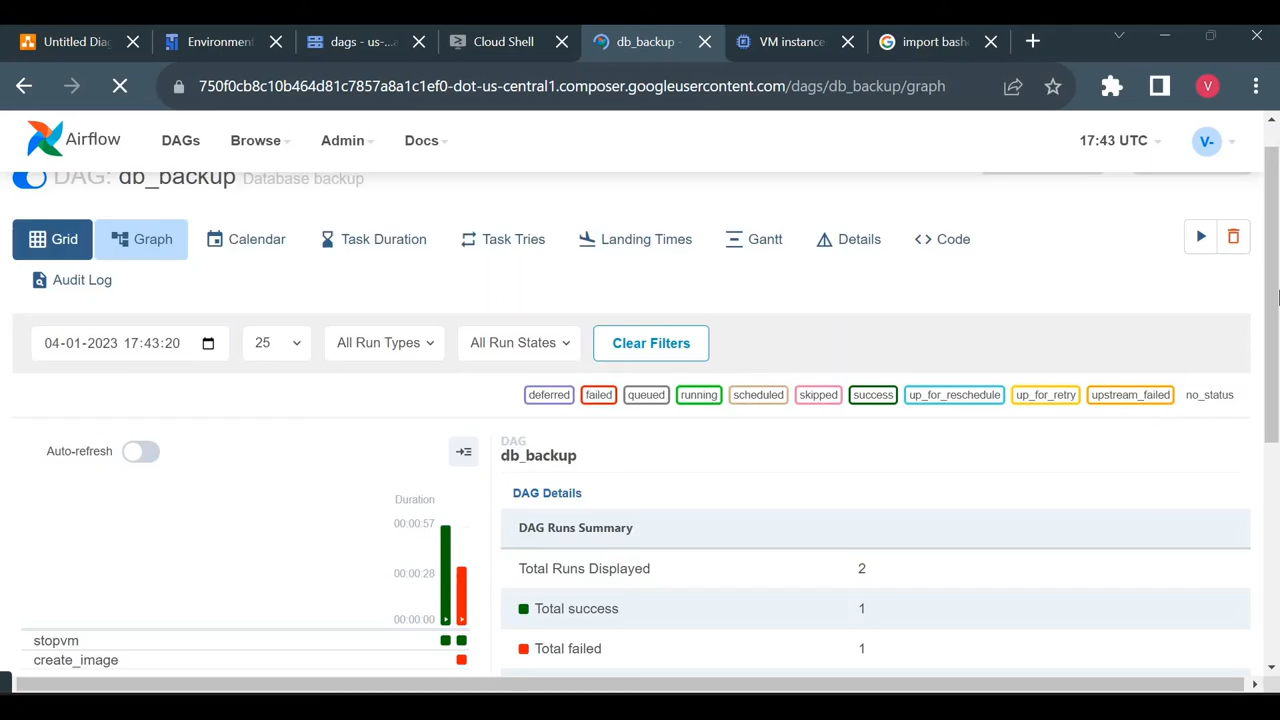 Untitled Dia
Environment
dags - us-...
Cloud Shell
db_backup -
VM instance
import bash
750f0cb8c10b464d81c7857a8a1c1ef0-dot-us-central1.composer.googleusercontent.com/dags/db_backup/graph
V
Airflow
DAGs
Browse
Admin
Docs
17:43 UTC
V-
DAG: db_backup Database backup
Grid
Graph
Calendar
Task Duration
Task Tries
Landing Times
Gantt
Details
<> Code
Audit Log
04-01-2023 17:43:20
25
All Run Types
All Run States
Clear Filters
deferred
failed
queued
running
scheduled
skipped
success
up_for_reschedule
up_for_retry
upstream_failed
no_status
Auto-refresh
DAG
db_backup
Duration
DAG Details
00:00:57
DAG Runs Summary
00:00:28
Total Runs Displayed 2
00:00:00
Total success 1
stopvm
Total failed 1
create_image